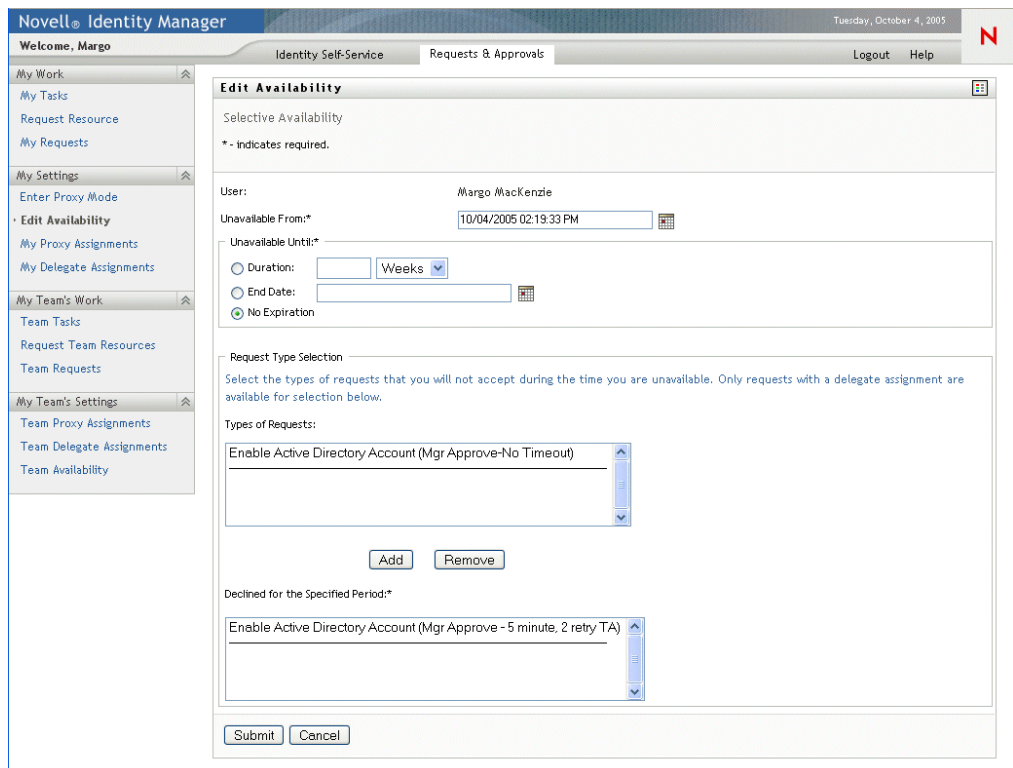 Novell® Identity Manager
Tuesday, October 4, 2005
N
Welcome, Margo
Identity Self-Service
Requests & Approvals
Logout Help
My Work
My Tasks
Request Resource
My Requests
My Settings
Enter Proxy Mode
· Edit Availability
My Proxy Assignments
My Delegate Assignments
My Team's Work
Team Tasks
Request Team Resources
Team Requests
My Team's Settings
Team Proxy Assignments
Team Delegate Assignments
Team Availability
Edit Availability
Selective Availability
* - indicates required.
User: Margo MacKenzie
Unavailable From:* 10/04/2005 02:19:33 PM
Unavailable Until:*
Duration: Weeks
End Date:
No Expiration
Request Type Selection
Select the types of requests that you will not accept during the time you are unavailable. Only requests with a delegate assignment are
available for selection below.
Types of Requests:
Enable Active Directory Account (Mgr Approve-No Timeout)
Add Remove
Declined for the Specified Period:*
Enable Active Directory Account (Mgr Approve - 5 minute, 2 retry TA)
Submit Cancel